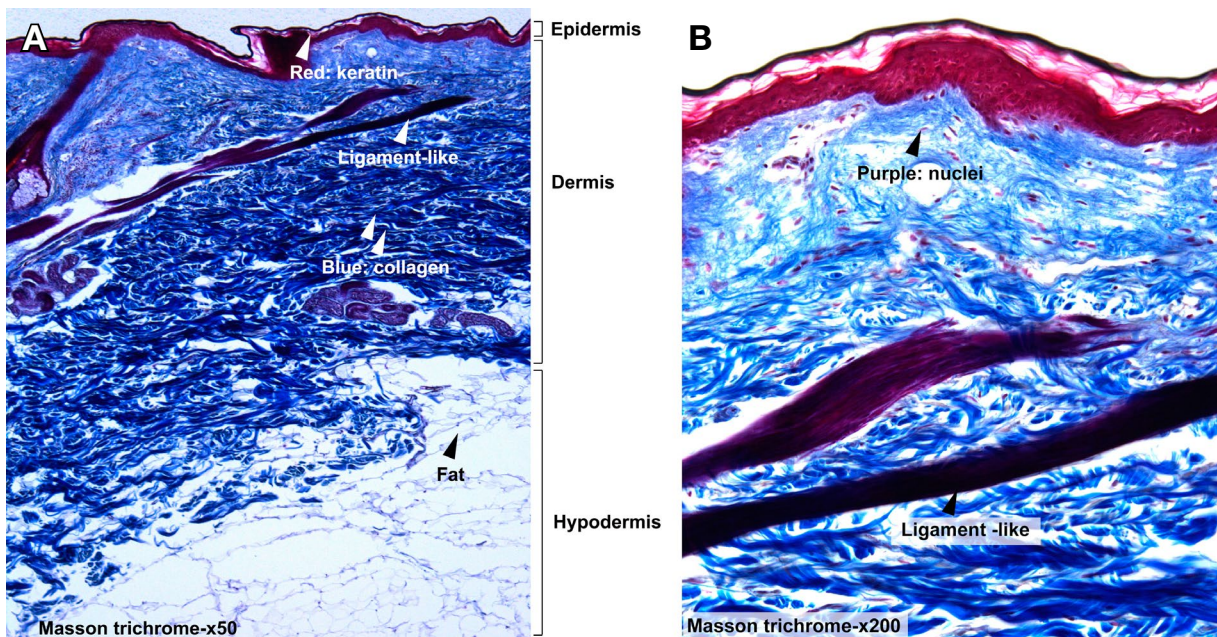 A
Epidermis
Red: keratin
Ligament-like
Dermis
Blue: collagen
Fat
Hypodermis
Masson trichrome-x50
B
Purple: nuclei
Ligament -like
Masson trichrome-x200